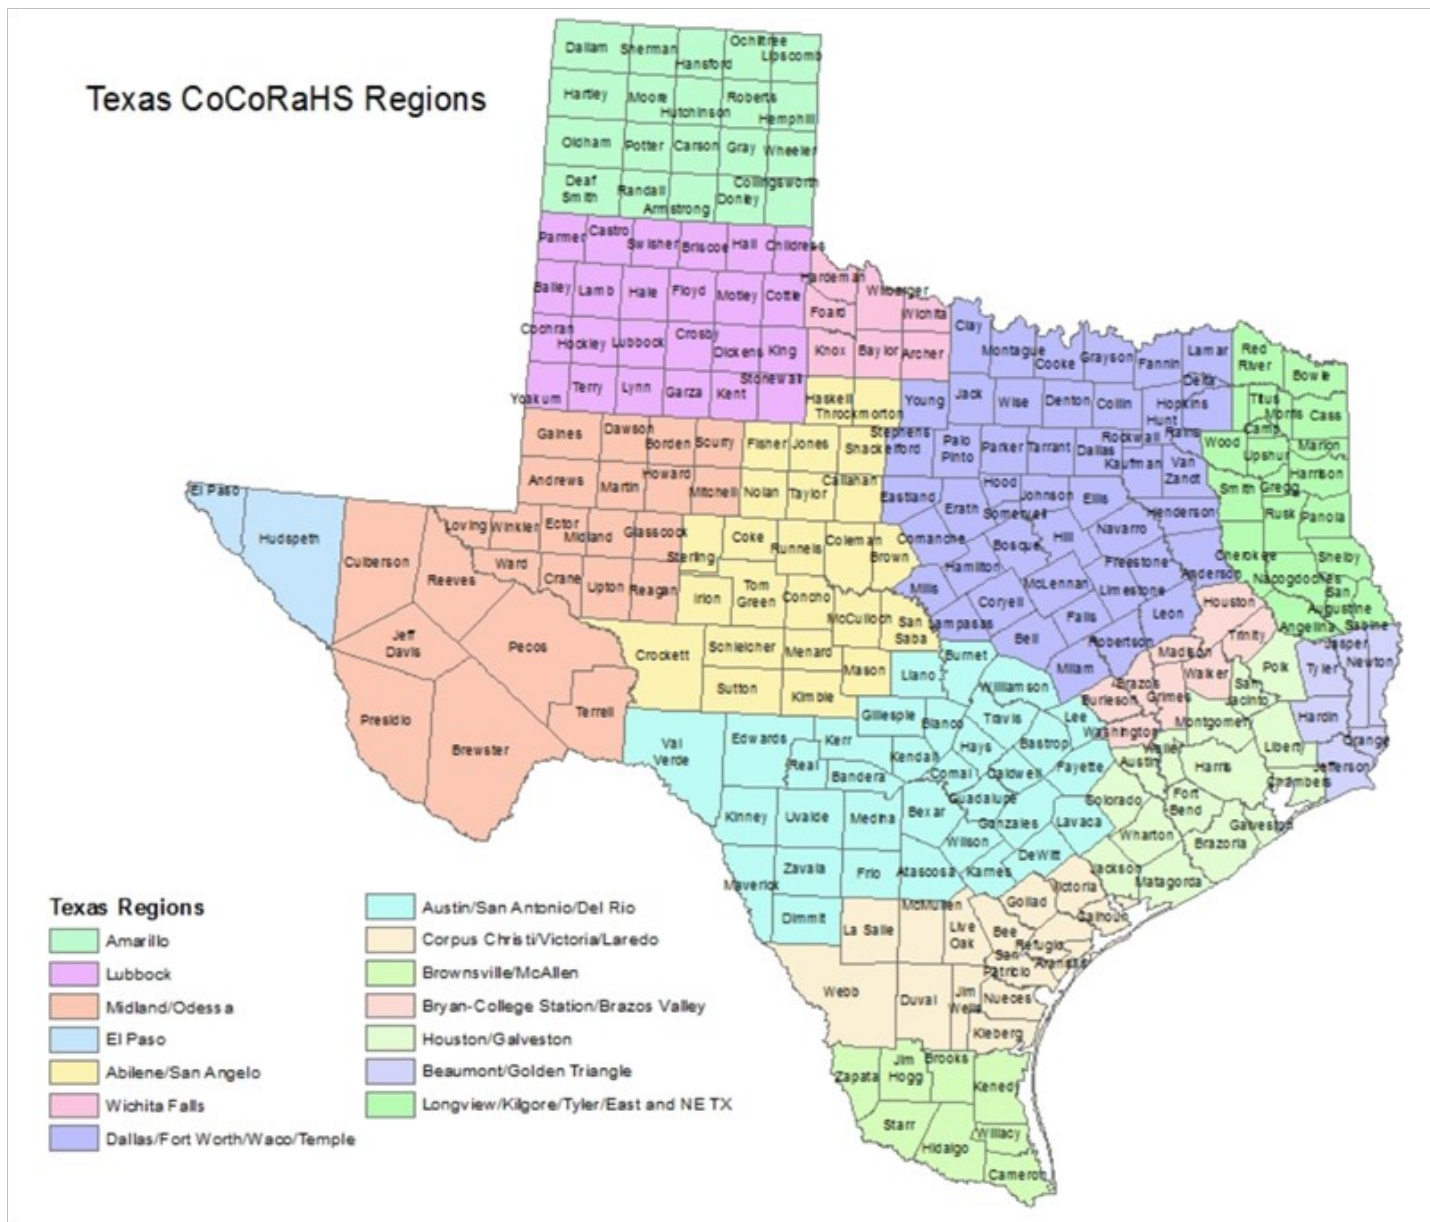 Texas CoCoRaHS Regions
Dallam Sherman Hansford Ochiltree Lipscomb
Hartley Moore Hutchinson Roberts Hemphill
Oldham Potter Carson Gray Wheeler
Deaf Smith Randall Armstrong Donley Collingsworth
Parmer Castro Swisher Briscoe Hall Childress
Bailey Lamb Hale Floyd Motley Cottle
Hardeman Wilbarger Foard Wichita
Cochran Hockley Lubbock Crosby Dickens King Knox Baylor Archer
Clay Montague Cooke Grayson Fannin Lamar Delta Red River Bowie
Yoakum Terry Lynn Garza Kent Stonewall Haskell Throckmorton Young Jack Wise Denton Collin Hunt Hopkins Titus Morris Cass Camp
Gaines Dawson Borden Scurry Fisher Jones Shackelford Stephens Palo Pinto Parker Tarrant Dallas Rockwall Rains Kaufman Van Zandt Wood Upshur Marion Harrison
Andrews Martin Howard Mitchell Nolan Taylor Callahan Eastland Erath Hood Somervell Johnson Ellis Henderson Smith Gregg Rusk Panola
El Paso Hudspeth Culberson Reeves Loving Winkler Ector Midland Glasscock Sterling Coke Runnels Coleman Brown Comanche Bosque Hill Navarro Freestone Cherokee Shelby
Ward Crane Upton Reagan Irion Tom Green Concho McCulloch San Saba Mills Hamilton Coryell McLennan Limestone Anderson Nacogdoches San Augustine
Jeff Davis Pecos Crockett Schleicher Menard Mason Lampasas Bell Falls Robertson Leon Houston Trinity Angelina Sabine
Presidio Brewster Terrell Sutton Kimble Llano Burnet Williamson Milam Madison Walker Polk Tyler Jasper Newton
Brazos Burleson Grimes San Jacinto Washington Montgomery Hardin Liberty Orange
Val Verde Edwards Real Kerr Gillespie Blanco Kendall Bandera Travis Hays Comal Caldwell Bastrop Lee Fayette Waller Austin Harris Chambers Jefferson
Kinney Uvalde Medina Bexar Guadalupe Gonzales Wilson Lavaca Colorado Fort Bend Wharton Brazoria Galveston
Maverick Zavala Frio Atascosa Karnes DeWitt Jackson Matagorda
Dimmit La Salle McMullen Live Oak Bee Goliad Victoria Calhoun Refugio San Patricio Aransas
Webb Duval Jim Wells Nueces Kleberg
Zapata Jim Hogg Brooks Kenedy
Starr Hidalgo Willacy Cameron
Texas Regions
Amarillo
Lubbock
Midland/Odessa
El Paso
Abilene/San Angelo
Wichita Falls
Dallas/Fort Worth/Waco/Temple
Austin/San Antonio/Del Rio
Corpus Christi/Victoria/Laredo
Brownsville/McAllen
Bryan-College Station/Brazos Valley
Houston/Galveston
Beaumont/Golden Triangle
Longview/Kilgore/Tyler/East and NE TX